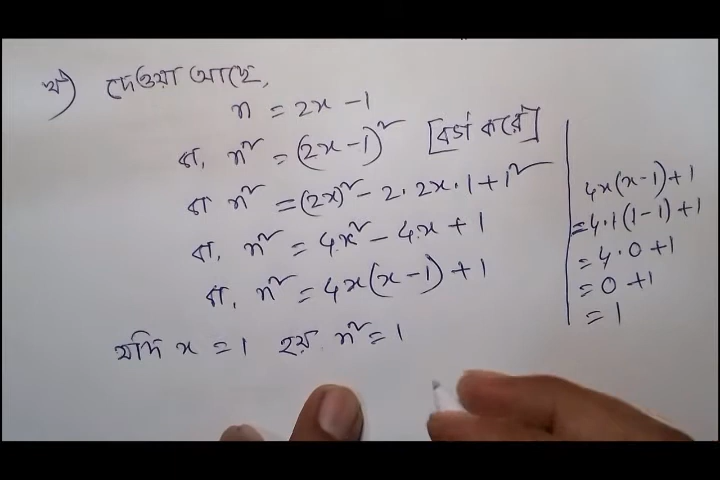 খ) দেওয়া আছে,
n = 2x - 1
বা, n² = (2x - 1)² [বর্গ করে]
বা n² = (2x)² - 2·2x·1 + 1²
বা, n² = 4x² - 4x + 1
বা, n² = 4x(x - 1) + 1
যদি x = 1 হয় n² = 1
4x(x-1)+1
= 4·1(1-1)+1
= 4·0+1
= 0+1
= 1